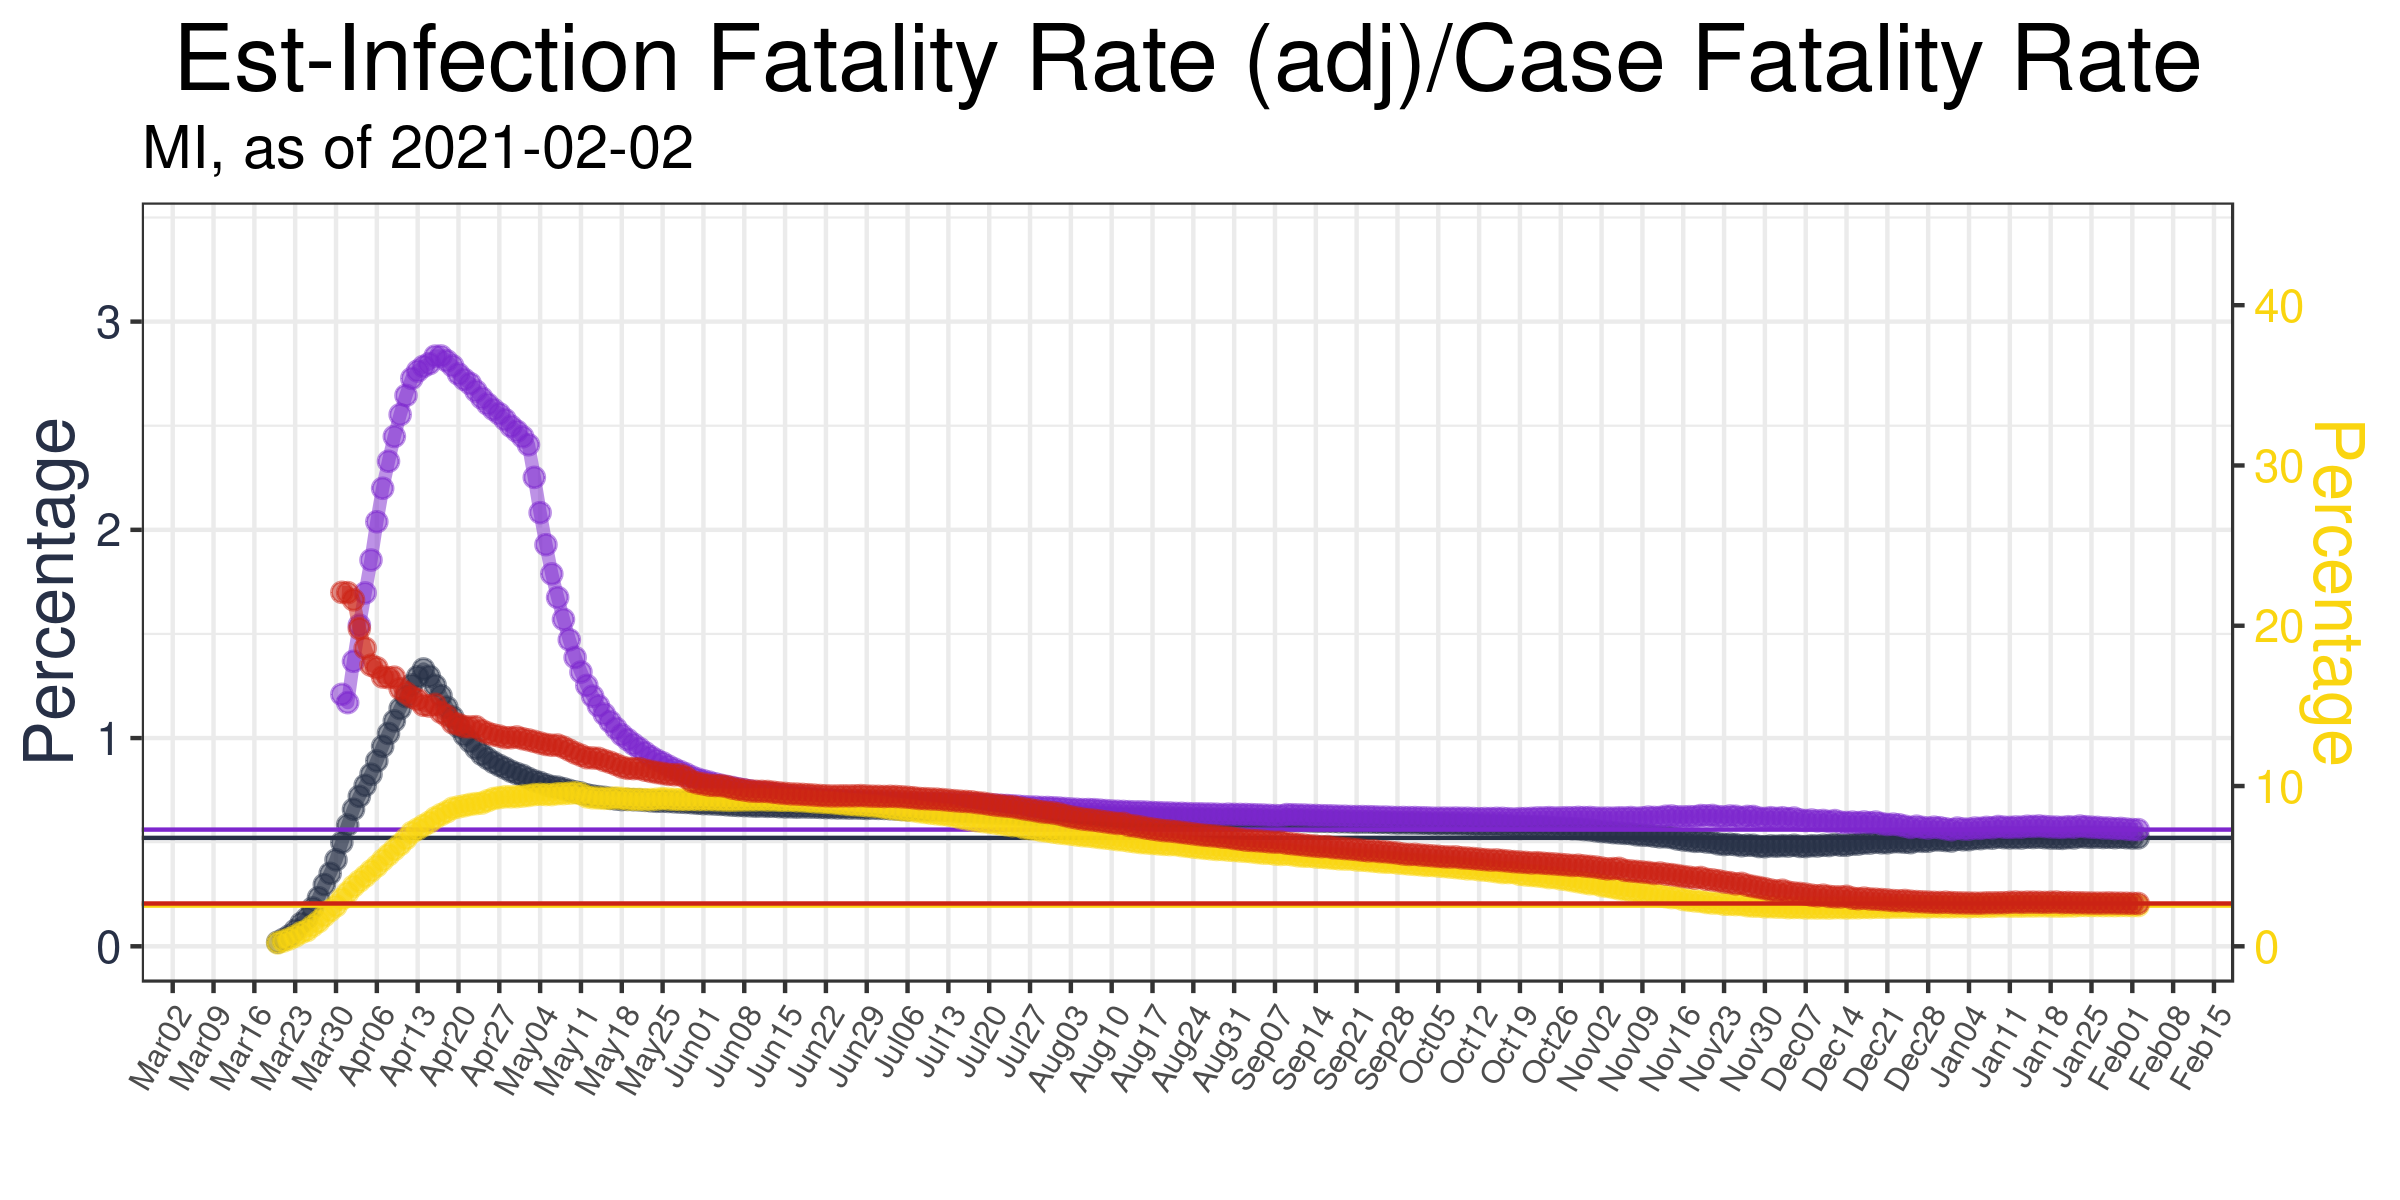 Est-Infection Fatality Rate (adj)/Case Fatality Rate
MI, as of 2021-02-02
Percentage
3
2
1
0
40
30
20
10
0
Percentage
Mar02
Mar09
Mar16
Mar23
Mar30
Apr06
Apr13
Apr20
Apr27
May04
May11
May18
May25
Jun01
Jun08
Jun15
Jun22
Jun29
Jul06
Jul13
Jul20
Jul27
Aug03
Aug10
Aug17
Aug24
Aug31
Sep07
Sep14
Sep21
Sep28
Oct05
Oct12
Oct19
Oct26
Nov02
Nov09
Nov16
Nov23
Nov30
Dec07
Dec14
Dec21
Dec28
Dec04
Jan11
Jan18
Jan25
Feb01
Feb08
Feb15